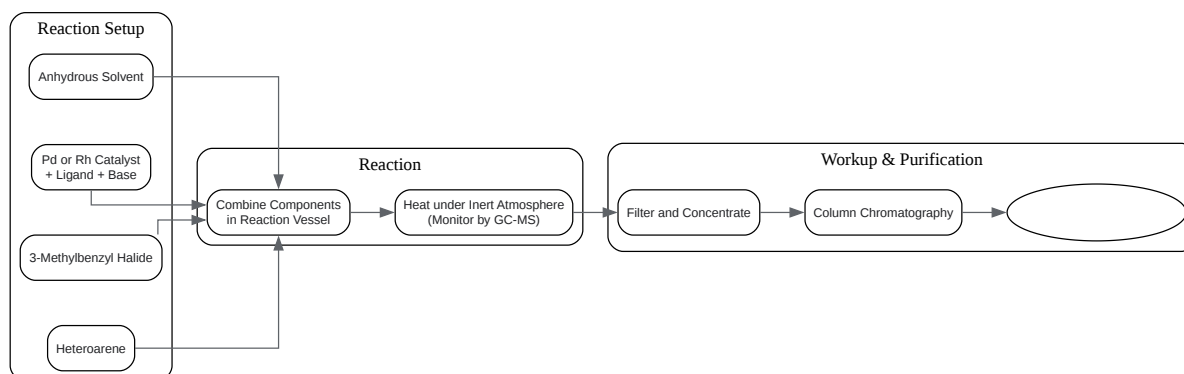 Reaction Setup
Anhydrous Solvent
Pd or Rh Catalyst
+ Ligand + Base
3-Methylbenzyl Halide
Heteroarene
Reaction
Combine Components
in Reaction Vessel
Heat under Inert Atmosphere
(Monitor by GC-MS)
Workup & Purification
Filter and Concentrate
Column Chromatography